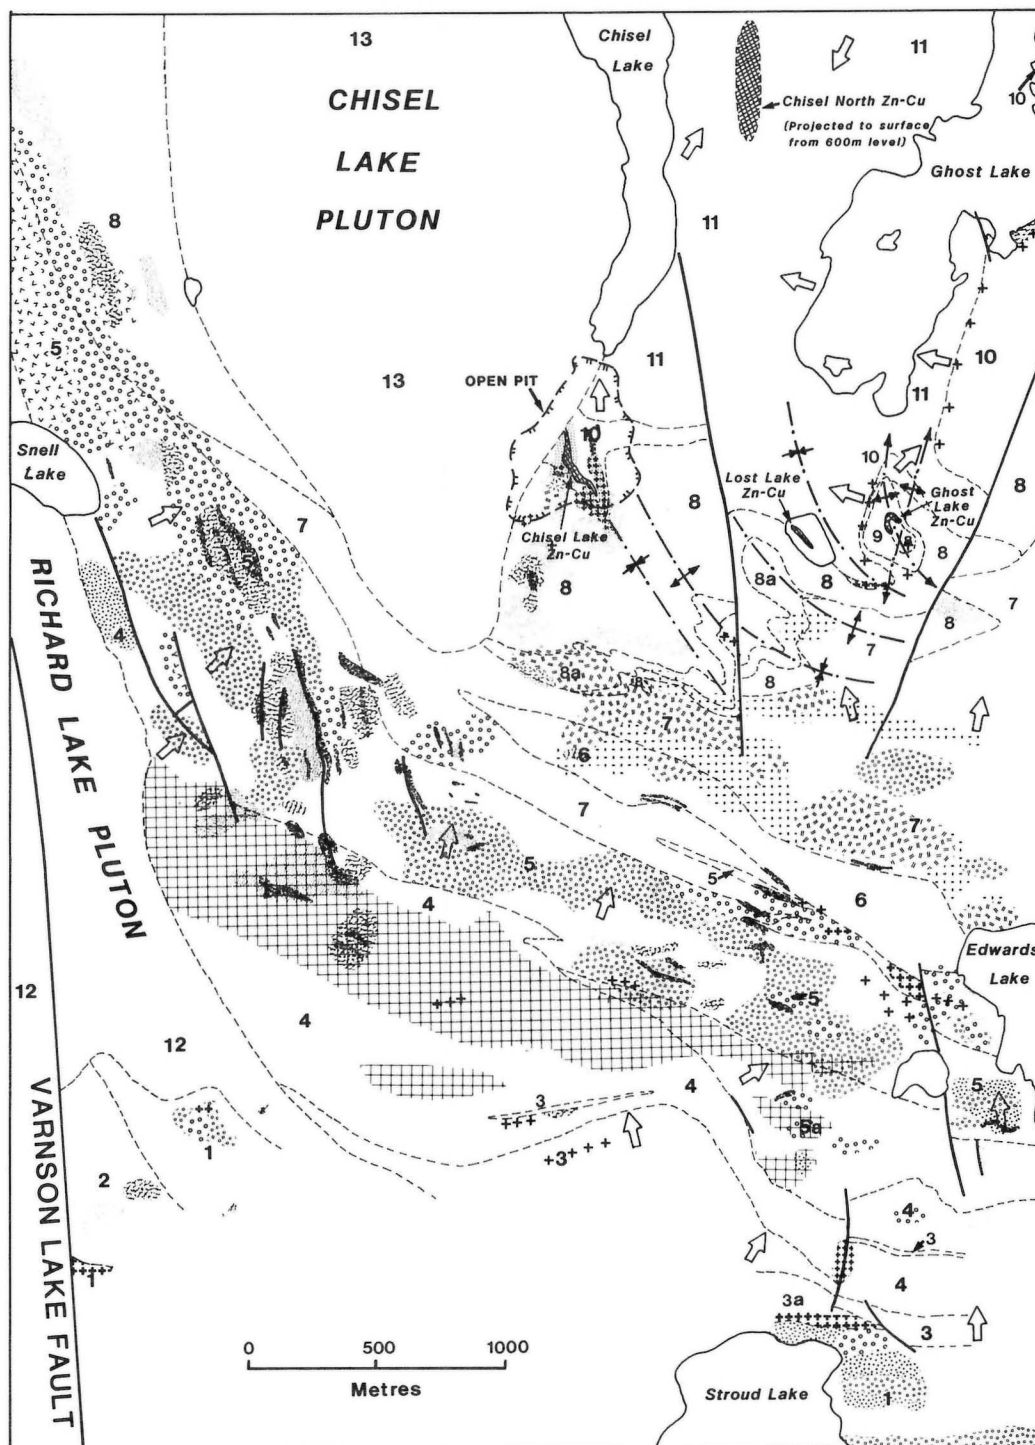 13
CHISEL
LAKE
PLUTON
Chisel
Lake
11
Chisel North Zn-Cu
(Projected to surface
from 600m level)
10
Ghost Lake
8
11
5
13
11
OPEN PIT
10
11
10
10
Snell
Lake
7
8
Lost Lake
Zn-Cu
Ghost
Lake
Zn-Cu
8
Chisel Lake
Zn-Cu
9
8
8
8a
8
7
4
8
7
RICHARD LAKE PLUTON
8a
8
7
6
7
7
5
4
5
6
Edwards
Lake
12
5
4
12
4
5
3
5a
1
3
2
4
3
1
4
3a
3
0 500 1000
Metres
Stroud Lake
1
VARNSON LAKE FAULT